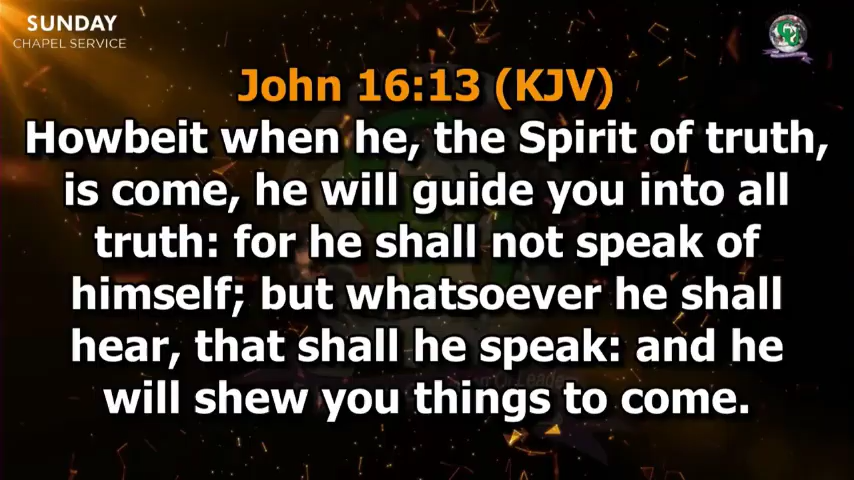 SUNDAY
CHAPEL SERVICE
John 16:13 (KJV)
Howbeit when he, the Spirit of truth,
is come, he will guide you into all
truth: for he shall not speak of
himself; but whatsoever he shall
hear, that shall he speak: and he
will shew you things to come.